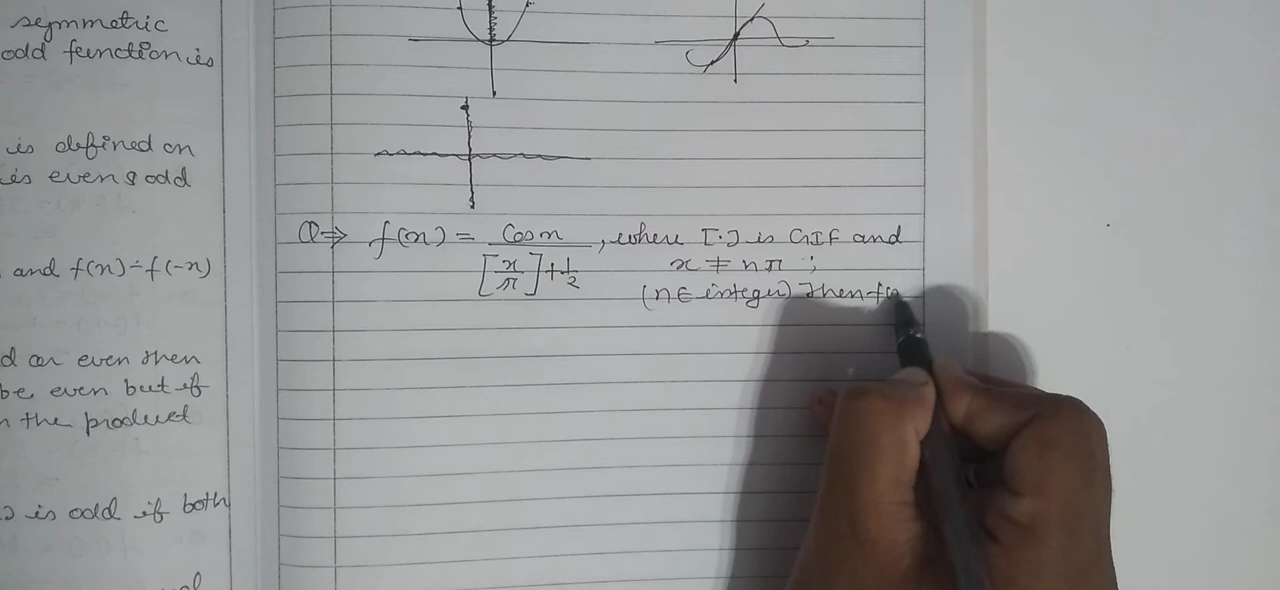 symmetric
odd function is
is defined on
is even & odd
and f(x) = f(-x)
d or even then
be even but if
n the product
is odd if both
Q⇒ f(x) = cos x / [x/π] + 1/2 , where [.] is GIF and
x ≠ nπ ;
(n ∈ integer) Then f(x